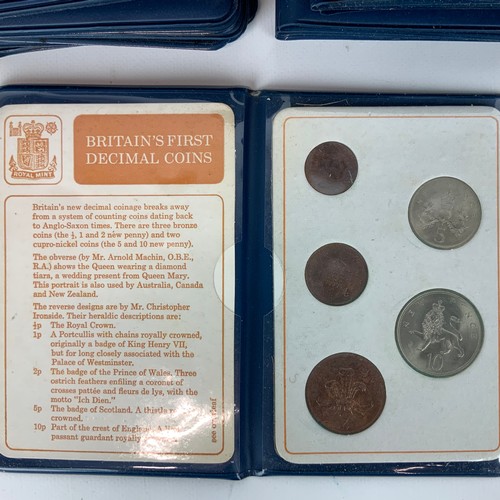 ROYAL MINT
BRITAIN'S FIRST
DECIMAL COINS
Britain's new decimal coinage breaks away
from a system of counting coins dating back
to Anglo-Saxon times. There are three bronze
coins (the ½, 1 and 2 new penny) and two
cupro-nickel coins (the 5 and 10 new penny).
The obverse (by Mr. Arnold Machin, O.B.E.,
R.A.) shows the Queen wearing a diamond
tiara, a wedding present from Queen Mary.
This portrait is also used by Australia, Canada
and New Zealand.
The reverse designs are by Mr. Christopher
Ironside. Their heraldic descriptions are:
½p The Royal Crown.
1p A Portcullis with chains royally crowned,
originally a badge of King Henry VII,
but for long closely associated with the
Palace of Westminster.
2p The badge of the Prince of Wales. Three
ostrich feathers enfiling a coronet of
crosses pattée and fleurs de lys, with the
motto "Ich Dien."
5p The badge of Scotland. A thistle
crowned.
10p Part of the crest of England. A
passant guardant royally
see overleaf
10